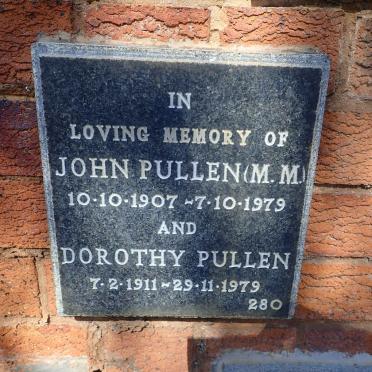 IN
LOVING MEMORY OF
JOHN PULLEN (M.M.)
10·10·1907 ~ 7·10·1979
AND
DOROTHY PULLEN
7·2·1911 ~ 29·11·1979
280